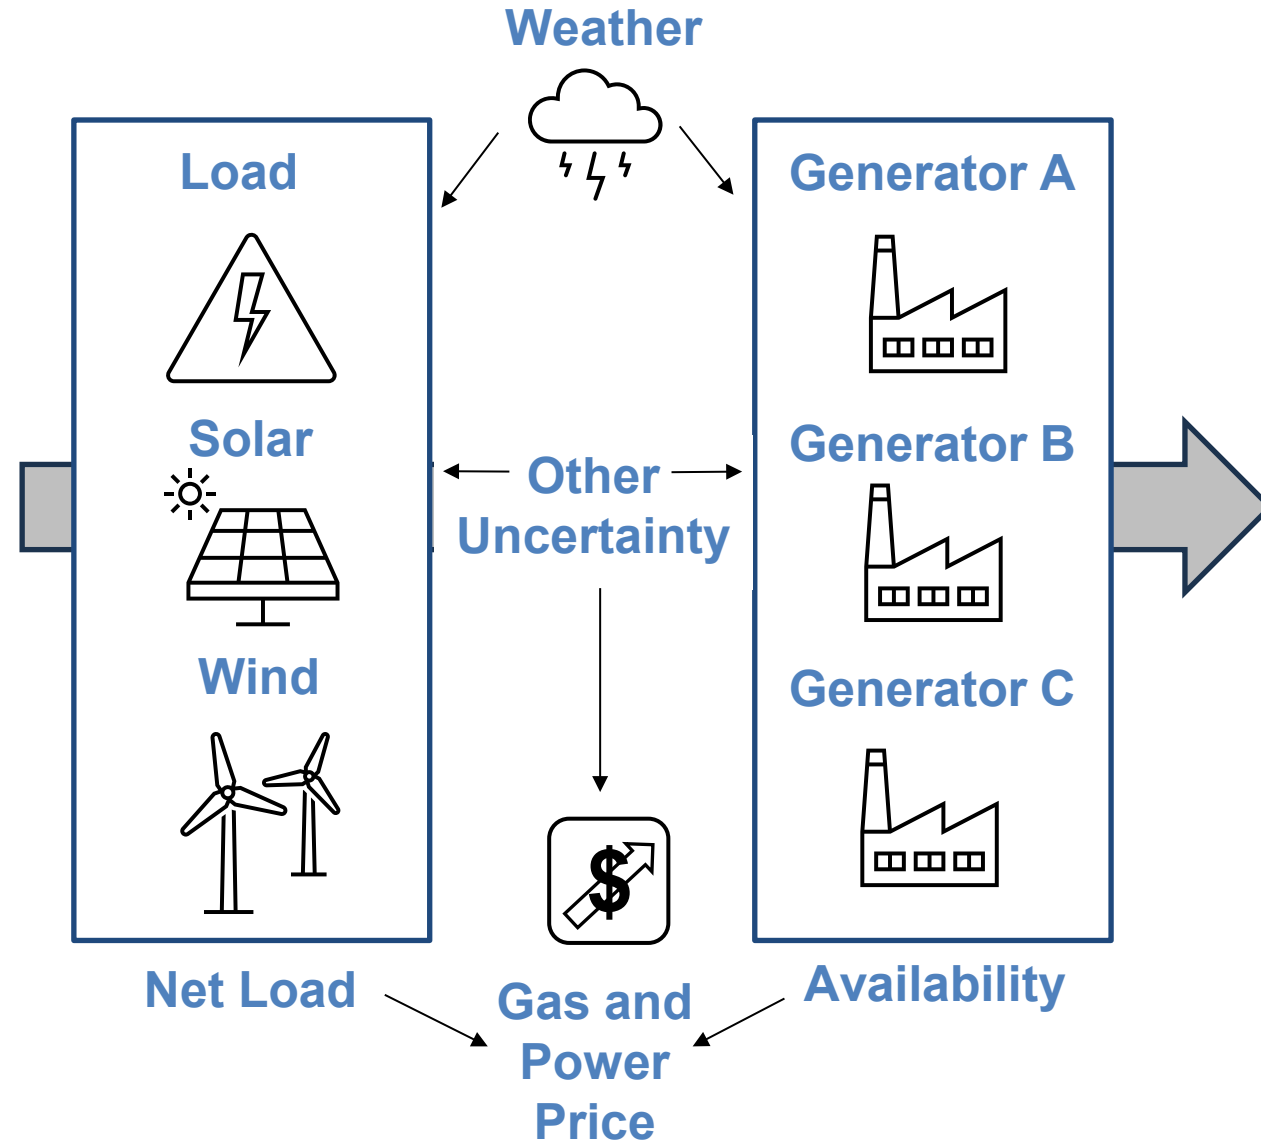 Weather
Load
Solar
Wind
Net Load
Other
Uncertainty
$
Gas and
Power
Price
Generator A
Generator B
Generator C
Availability